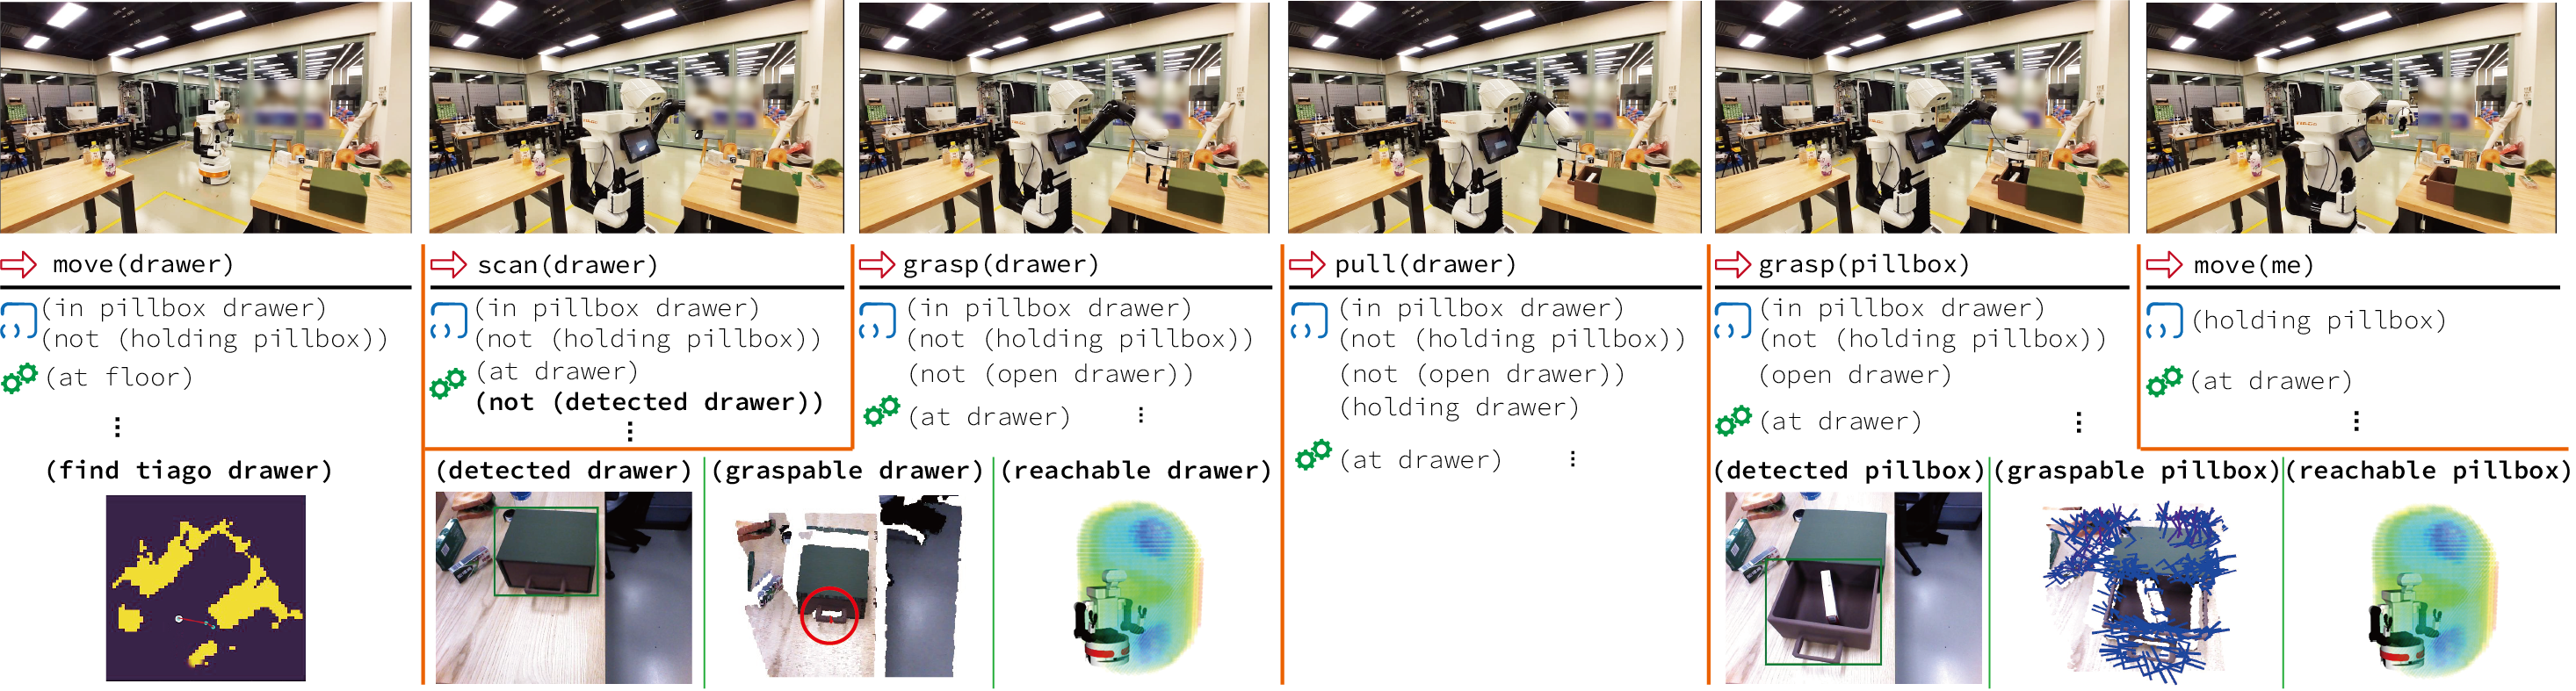 move(drawer)
(in pillbox drawer)
(not (holding pillbox))
(at floor)
⋮
(find tiago drawer)
scan(drawer)
(in pillbox drawer)
(not (holding pillbox))
(at drawer)
(not (detected drawer))
⋮
grasp(drawer)
(in pillbox drawer)
(not (holding pillbox))
(not (open drawer))
(at drawer) ⋮
(detected drawer)
(graspable drawer)
(reachable drawer)
pull(drawer)
(in pillbox drawer)
(not (holding pillbox))
(not (open drawer))
(holding drawer)
(at drawer) ⋮
grasp(pillbox)
(in pillbox drawer)
(not (holding pillbox))
(open drawer)
(at drawer) ⋮
move(me)
(holding pillbox)
(at drawer)
⋮
(detected pillbox)
(graspable pillbox)
(reachable pillbox)